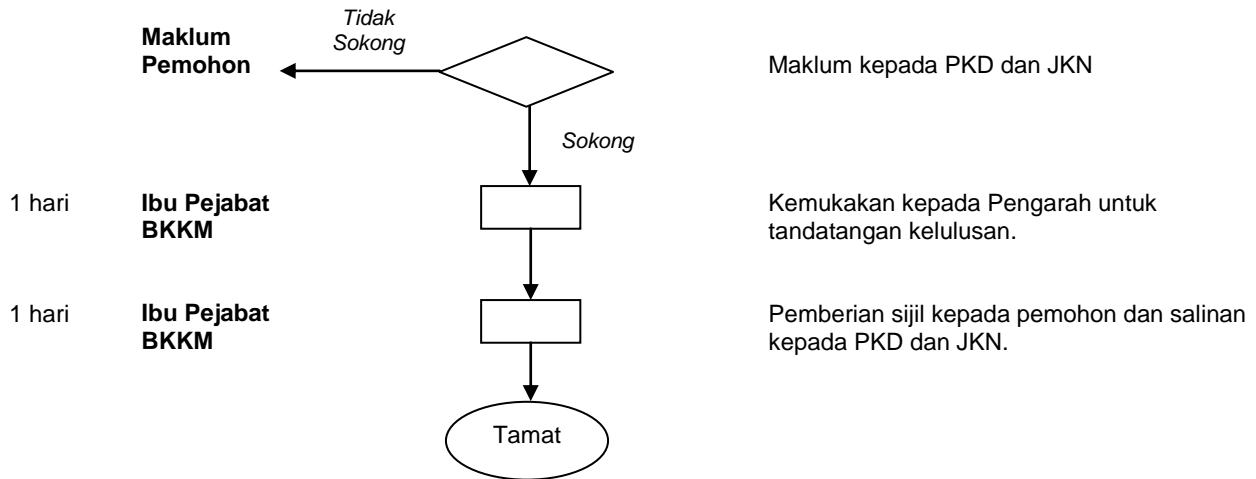 Tidak
Sokong
Maklum
Pemohon
Maklum kepada PKD dan JKN
Sokong
1 hari
Ibu Pejabat
BKKM
Kemukakan kepada Pengarah untuk
tandatangan kelulusan.
1 hari
Ibu Pejabat
BKKM
Pemberian sijil kepada pemohon dan salinan
kepada PKD dan JKN.
Tamat